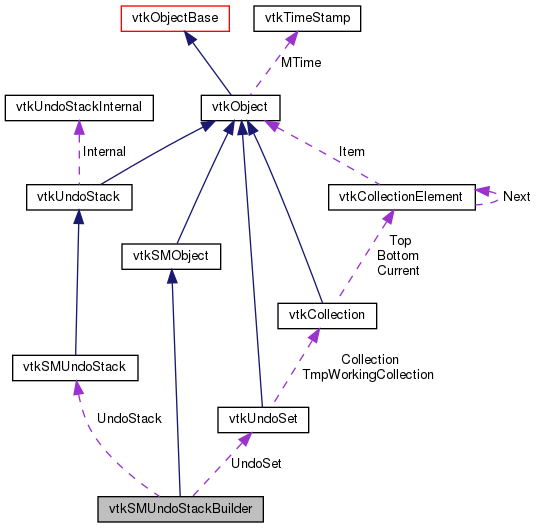 vtkObjectBase
vtkTimeStamp
MTime
vtkUndoStackInternal
vtkObject
Internal
Item
vtkUndoStack
vtkCollectionElement
Next
vtkSMObject
Top
Bottom
Current
vtkCollection
vtkSMUndoStack
Collection
TmpWorkingCollection
UndoStack
vtkUndoSet
UndoSet
vtkSMUndoStackBuilder